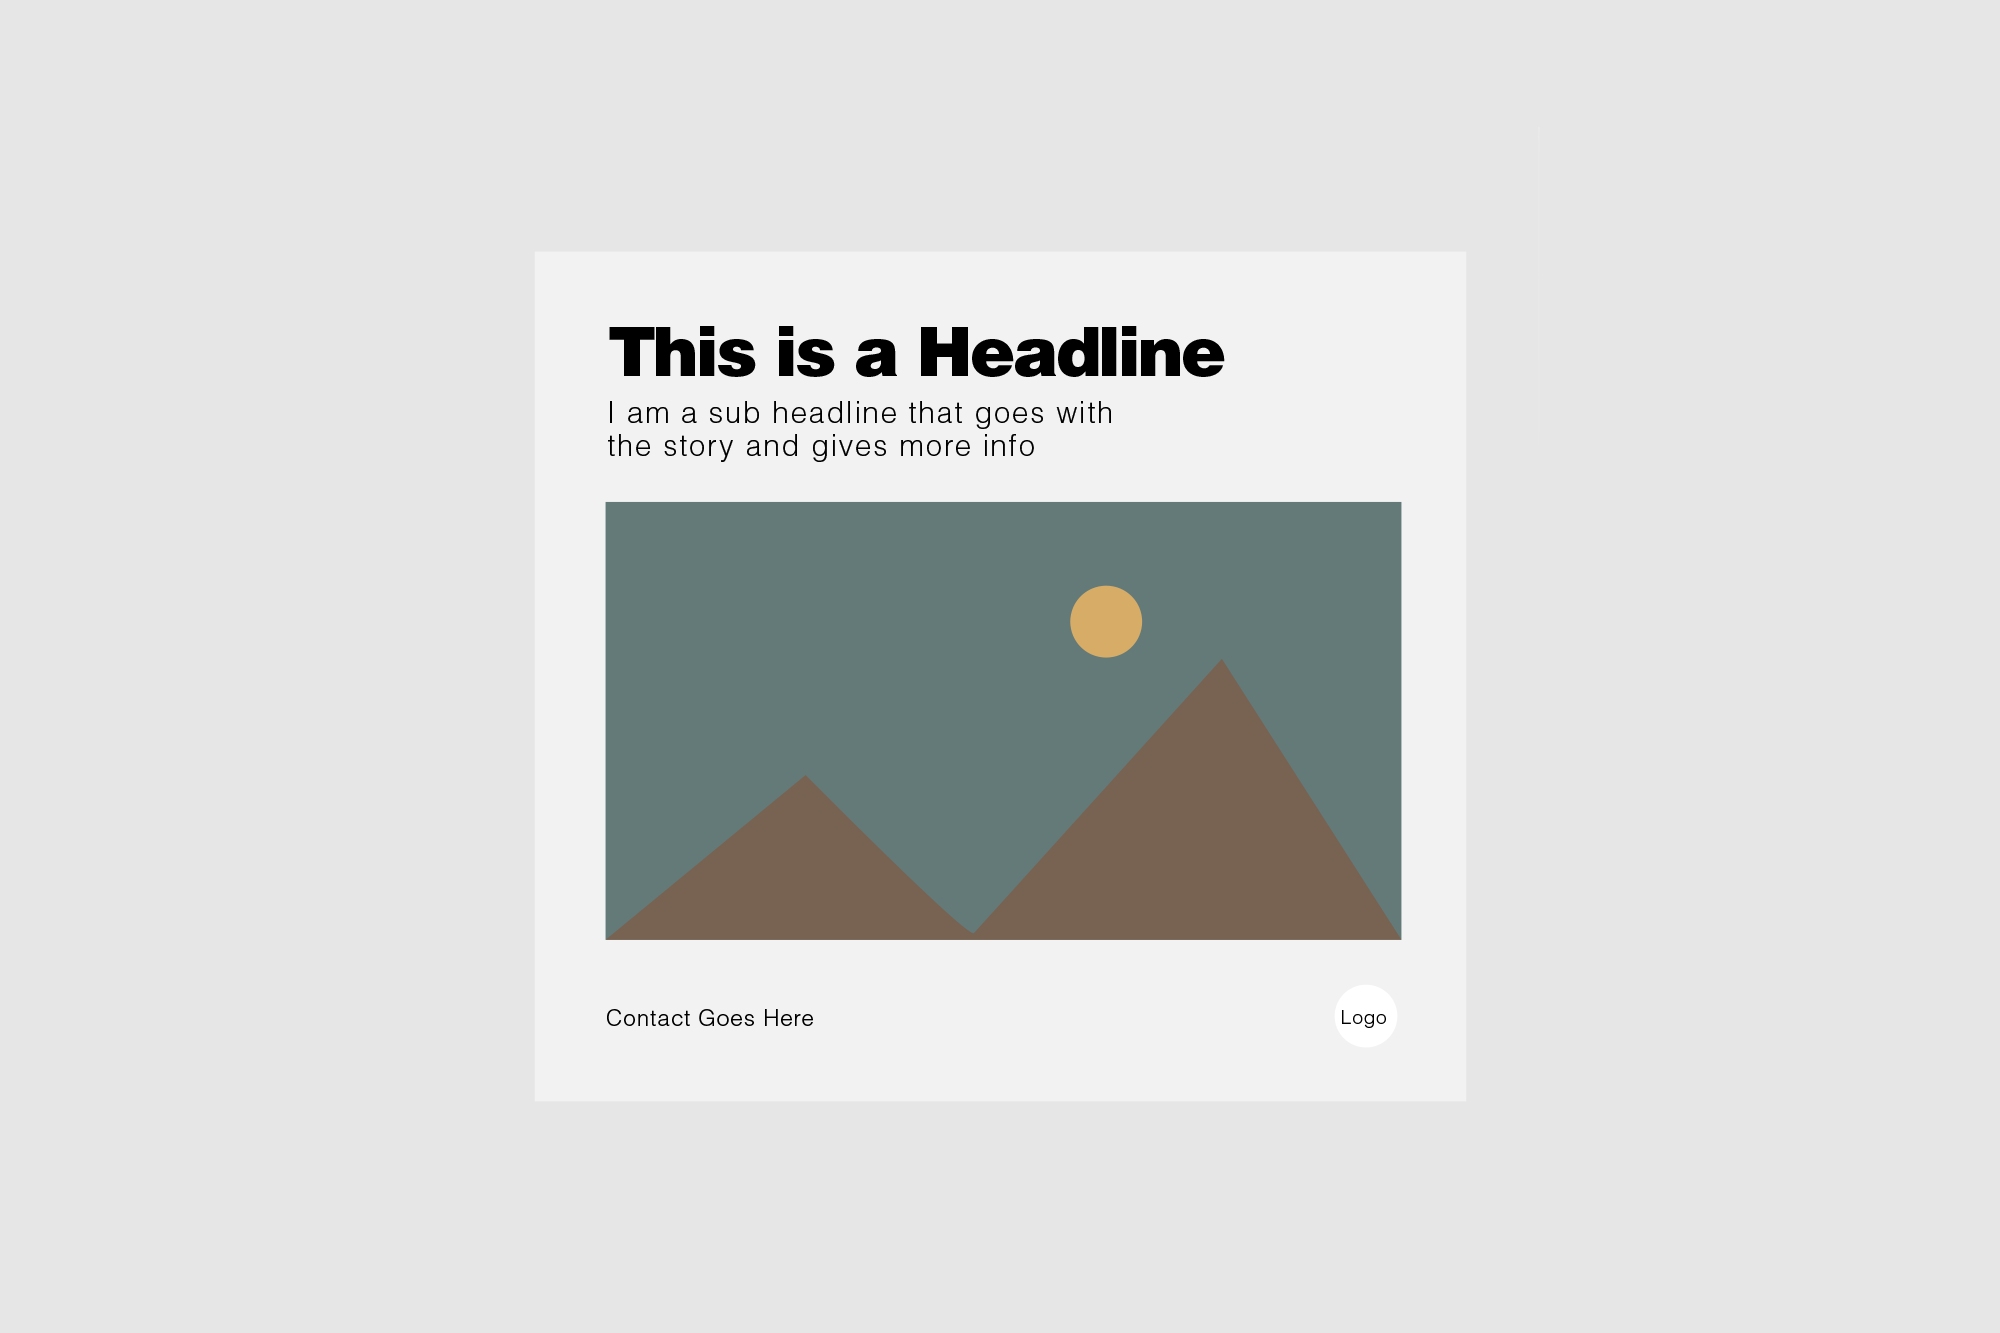 This is a Headline
I am a sub headline that goes with
the story and gives more info
Contact Goes Here
Logo